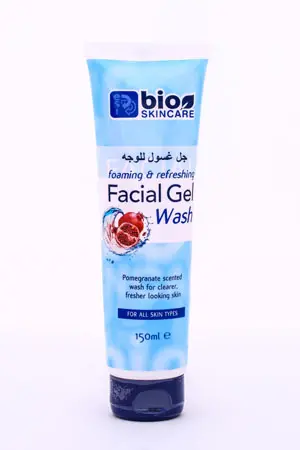 bio
SKINCARE
جل غسول للوجه
foaming & refreshing
Facial Gel
Wash
Pomegranate scented
wash for clearer,
fresher looking skin
FOR ALL SKIN TYPES
150ml ℮